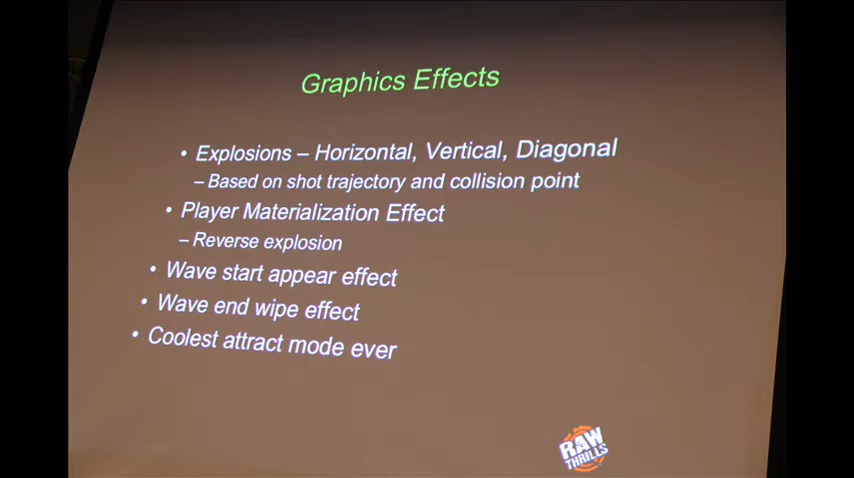 Graphics Effects
• Explosions – Horizontal, Vertical, Diagonal
– Based on shot trajectory and collision point
• Player Materialization Effect
– Reverse explosion
• Wave start appear effect
• Wave end wipe effect
• Coolest attract mode ever
RAW
THRILLS